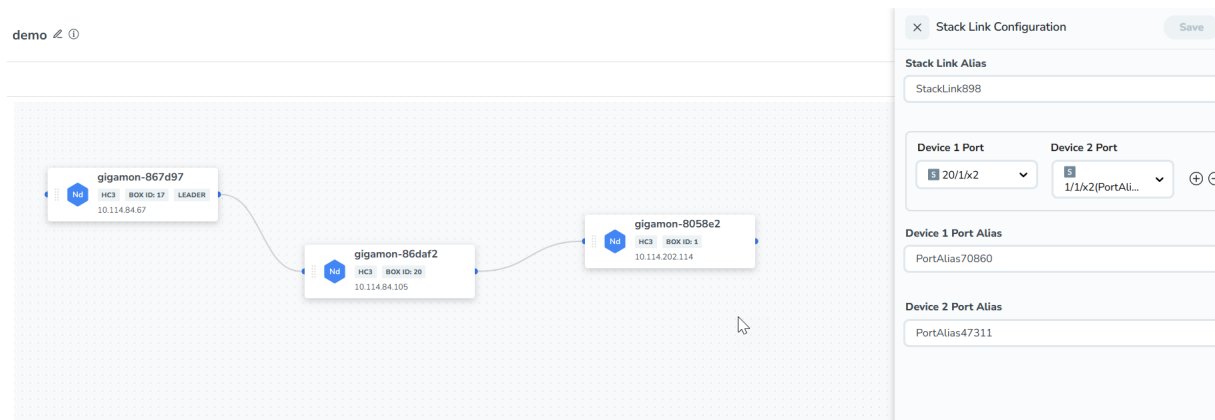 demo
Stack Link Configuration
Save
Stack Link Alias
StackLink898
Device 1 Port
Device 2 Port
S 20/1/x2
S
1/1/x2(PortAli...
Device 1 Port Alias
PortAlias70860
Device 2 Port Alias
PortAlias47311
gigamon-867d97
Nd
HC3 BOX ID: 17 LEADER
10.114.84.67
gigamon-86daf2
Nd
HC3 BOX ID: 20
10.114.84.105
gigamon-8058e2
Nd
HC3 BOX ID: 1
10.114.202.114